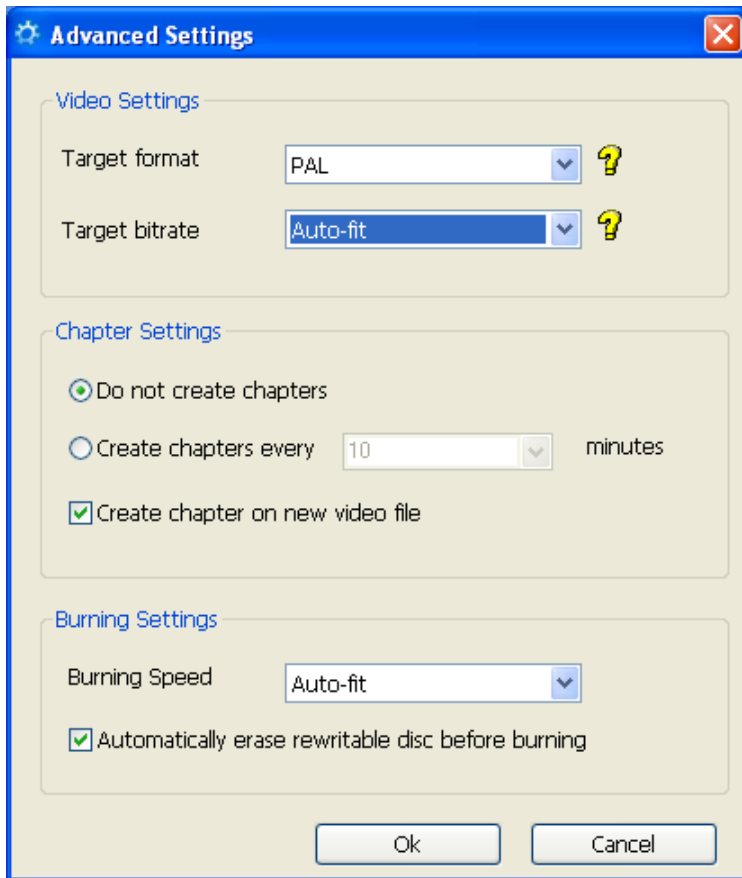 Advanced Settings
Video Settings
Target format PAL
Target bitrate Auto-fit
Chapter Settings
Do not create chapters
Create chapters every 10 minutes
Create chapter on new video file
Burning Settings
Burning Speed Auto-fit
Automatically erase rewritable disc before burning
Ok Cancel